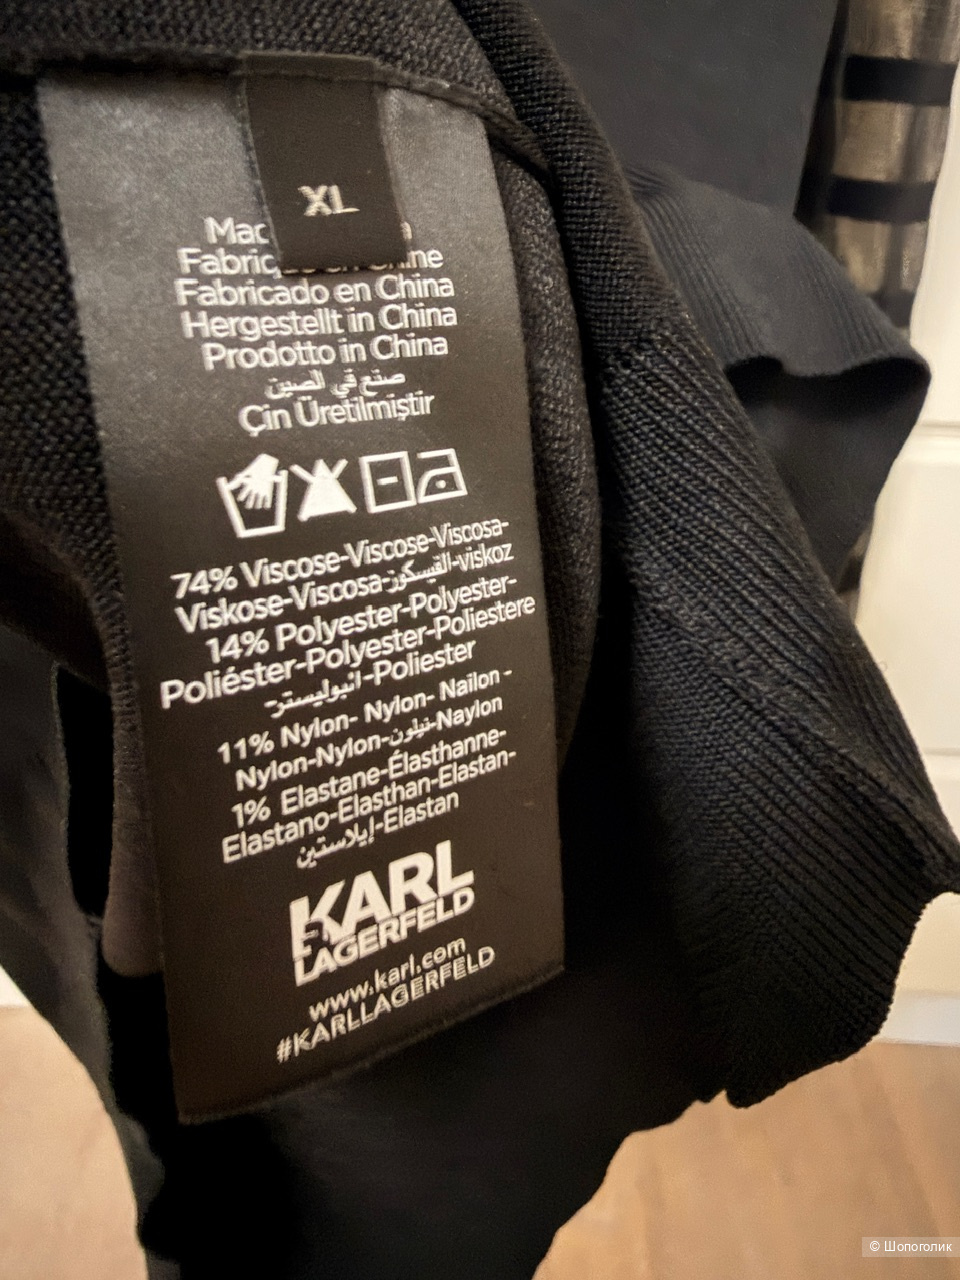 XL
Fabricado en China
Hergestellt in China
Prodotto in China
صنع في الصين
Çin Üretilmiştir
74% Viscose-Viscose-Viscosa-
Viskose-Viscosa-الفيسكوز-viskoz
14% Polyester-Polyester-
Poliéster-Polyester-Poliestere
-Poliester
11% Nylon- Nylon- Nailon -
Nylon-Nylon-نيلون-Naylon
1% Elastane-Élasthanne-
Elastano-Elasthan-Elastan-
إيلاستين-Elastan
KARL
LAGERFELD
www.karl.com
#KARLLAGERFELD
© Шопоголик